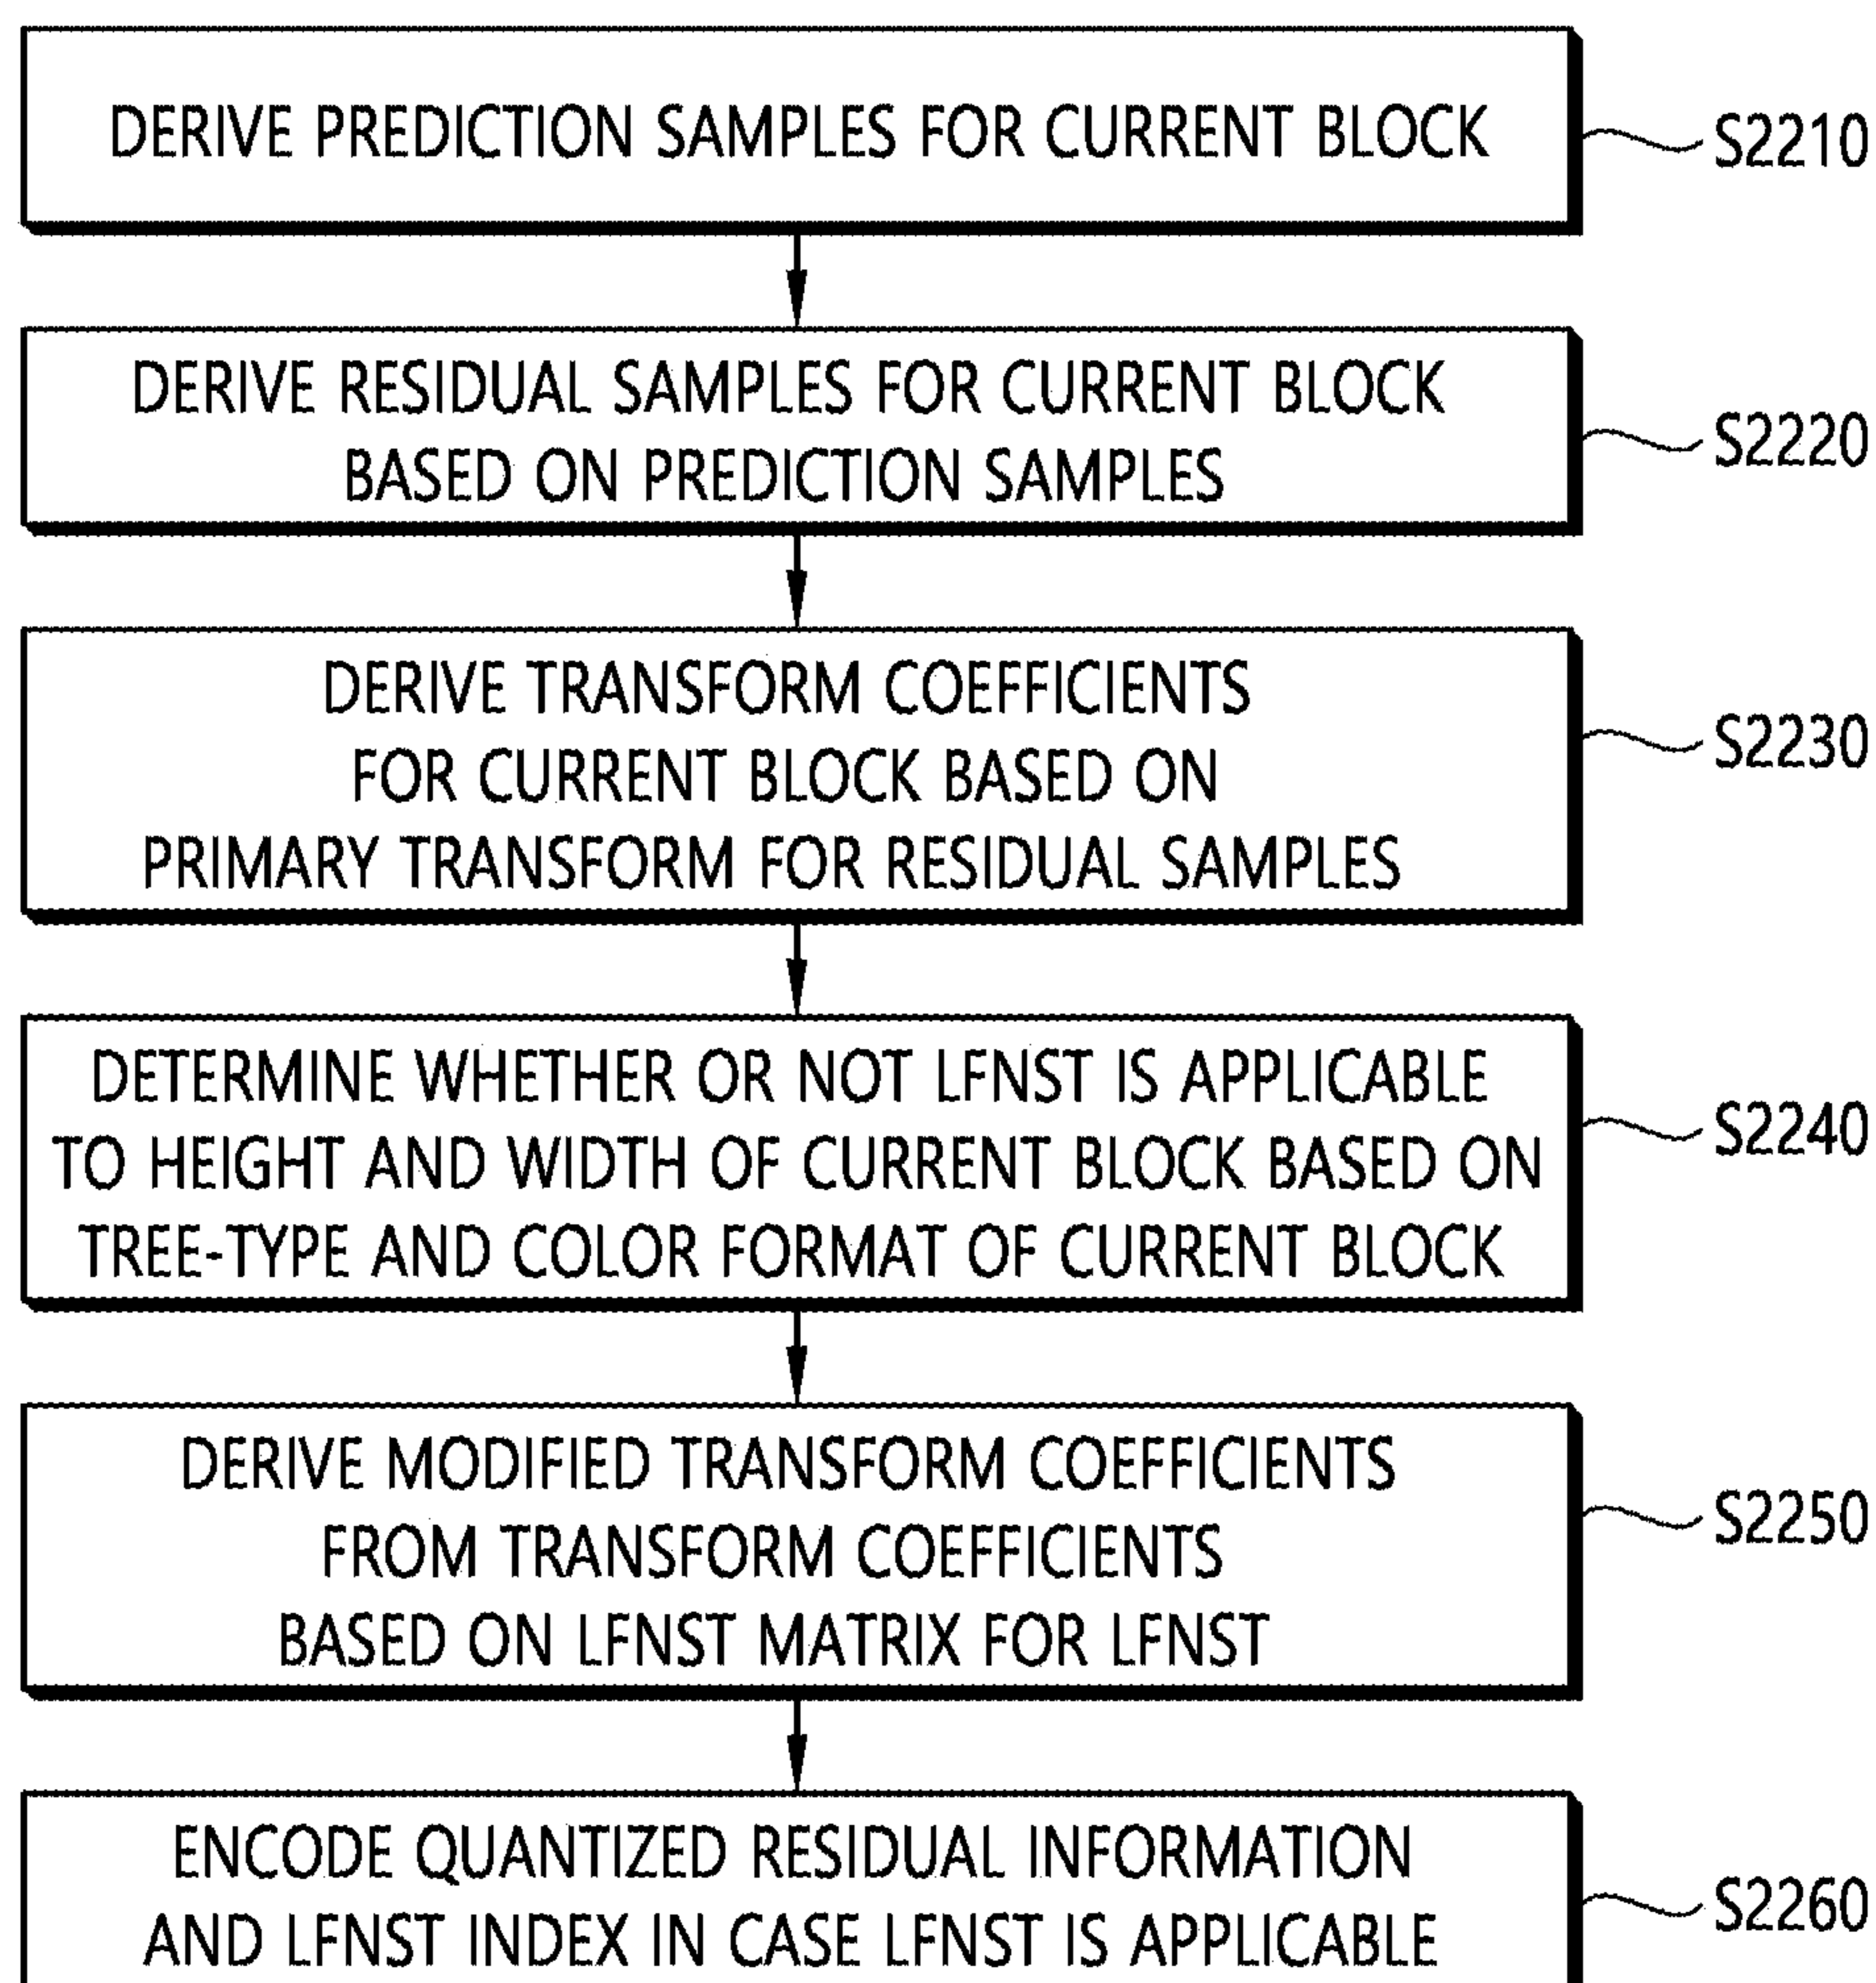 DERIVE PREDICTION SAMPLES FOR CURRENT BLOCK
S2210
DERIVE RESIDUAL SAMPLES FOR CURRENT BLOCK
BASED ON PREDICTION SAMPLES
S2220
DERIVE TRANSFORM COEFFICIENTS
FOR CURRENT BLOCK BASED ON
PRIMARY TRANSFORM FOR RESIDUAL SAMPLES
S2230
DETERMINE WHETHER OR NOT LFNST IS APPLICABLE
TO HEIGHT AND WIDTH OF CURRENT BLOCK BASED ON
TREE-TYPE AND COLOR FORMAT OF CURRENT BLOCK
S2240
DERIVE MODIFIED TRANSFORM COEFFICIENTS
FROM TRANSFORM COEFFICIENTS
BASED ON LFNST MATRIX FOR LFNST
S2250
ENCODE QUANTIZED RESIDUAL INFORMATION
AND LFNST INDEX IN CASE LFNST IS APPLICABLE
S2260